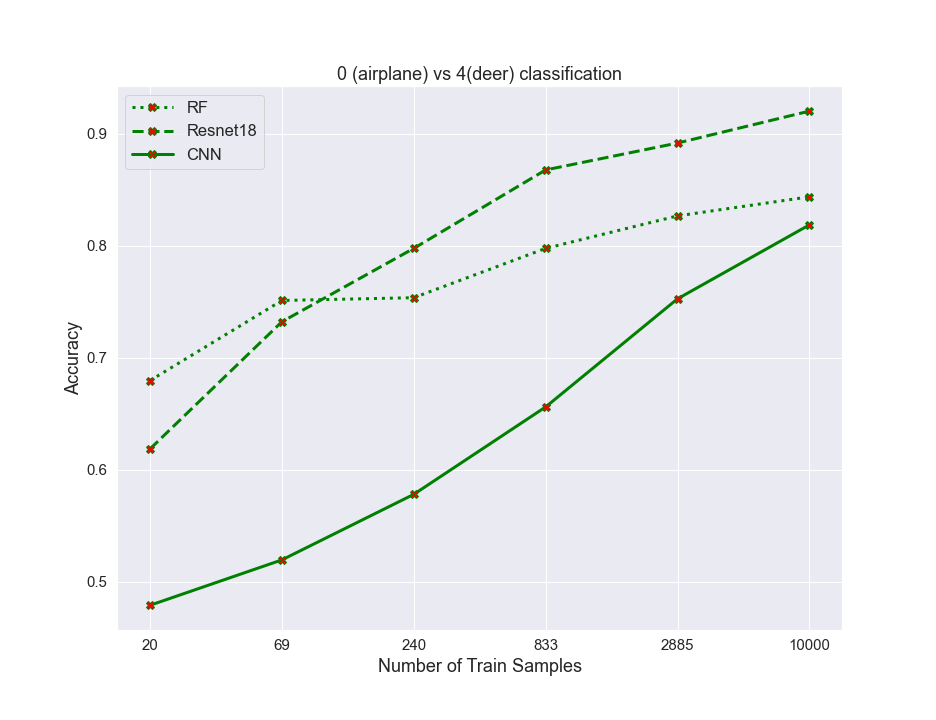 0 (airplane) vs 4(deer) classification
RF
Resnet18
CNN
0.9
0.8
0.7
0.6
0.5
Accuracy
20 69 240 833 2885 10000
Number of Train Samples